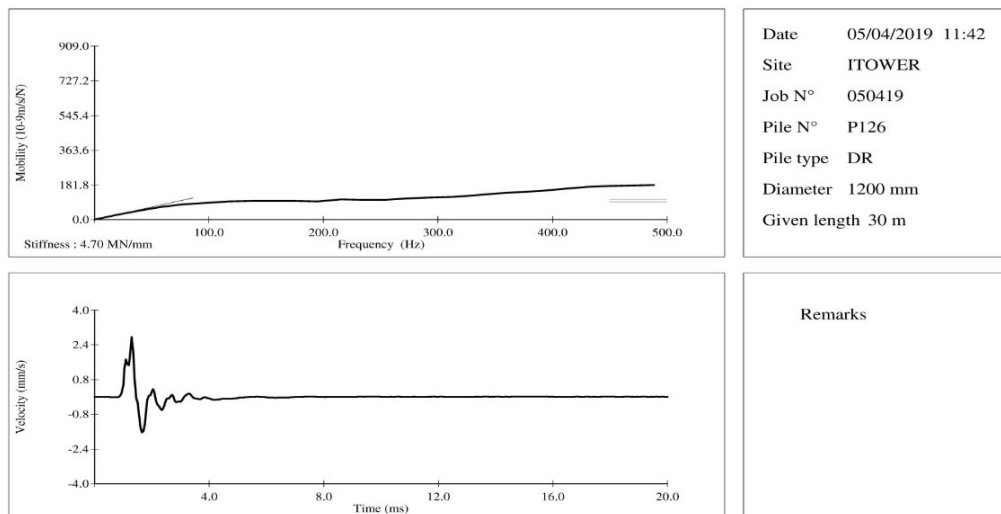 909.0
727.2
545.4
363.6
181.8
0.0
Mobility (10-9m/s/N)
100.0 200.0 300.0 400.0 500.0
Stiffness : 4.70 MN/mm
Frequency (Hz)
Date 05/04/2019 11:42
Site ITOWER
Job N° 050419
Pile N° P126
Pile type DR
Diameter 1200 mm
Given length 30 m
4.0
2.4
0.8
-0.8
-2.4
-4.0
Velocity (mm/s)
4.0 8.0 12.0 16.0 20.0
Time (ms)
Remarks